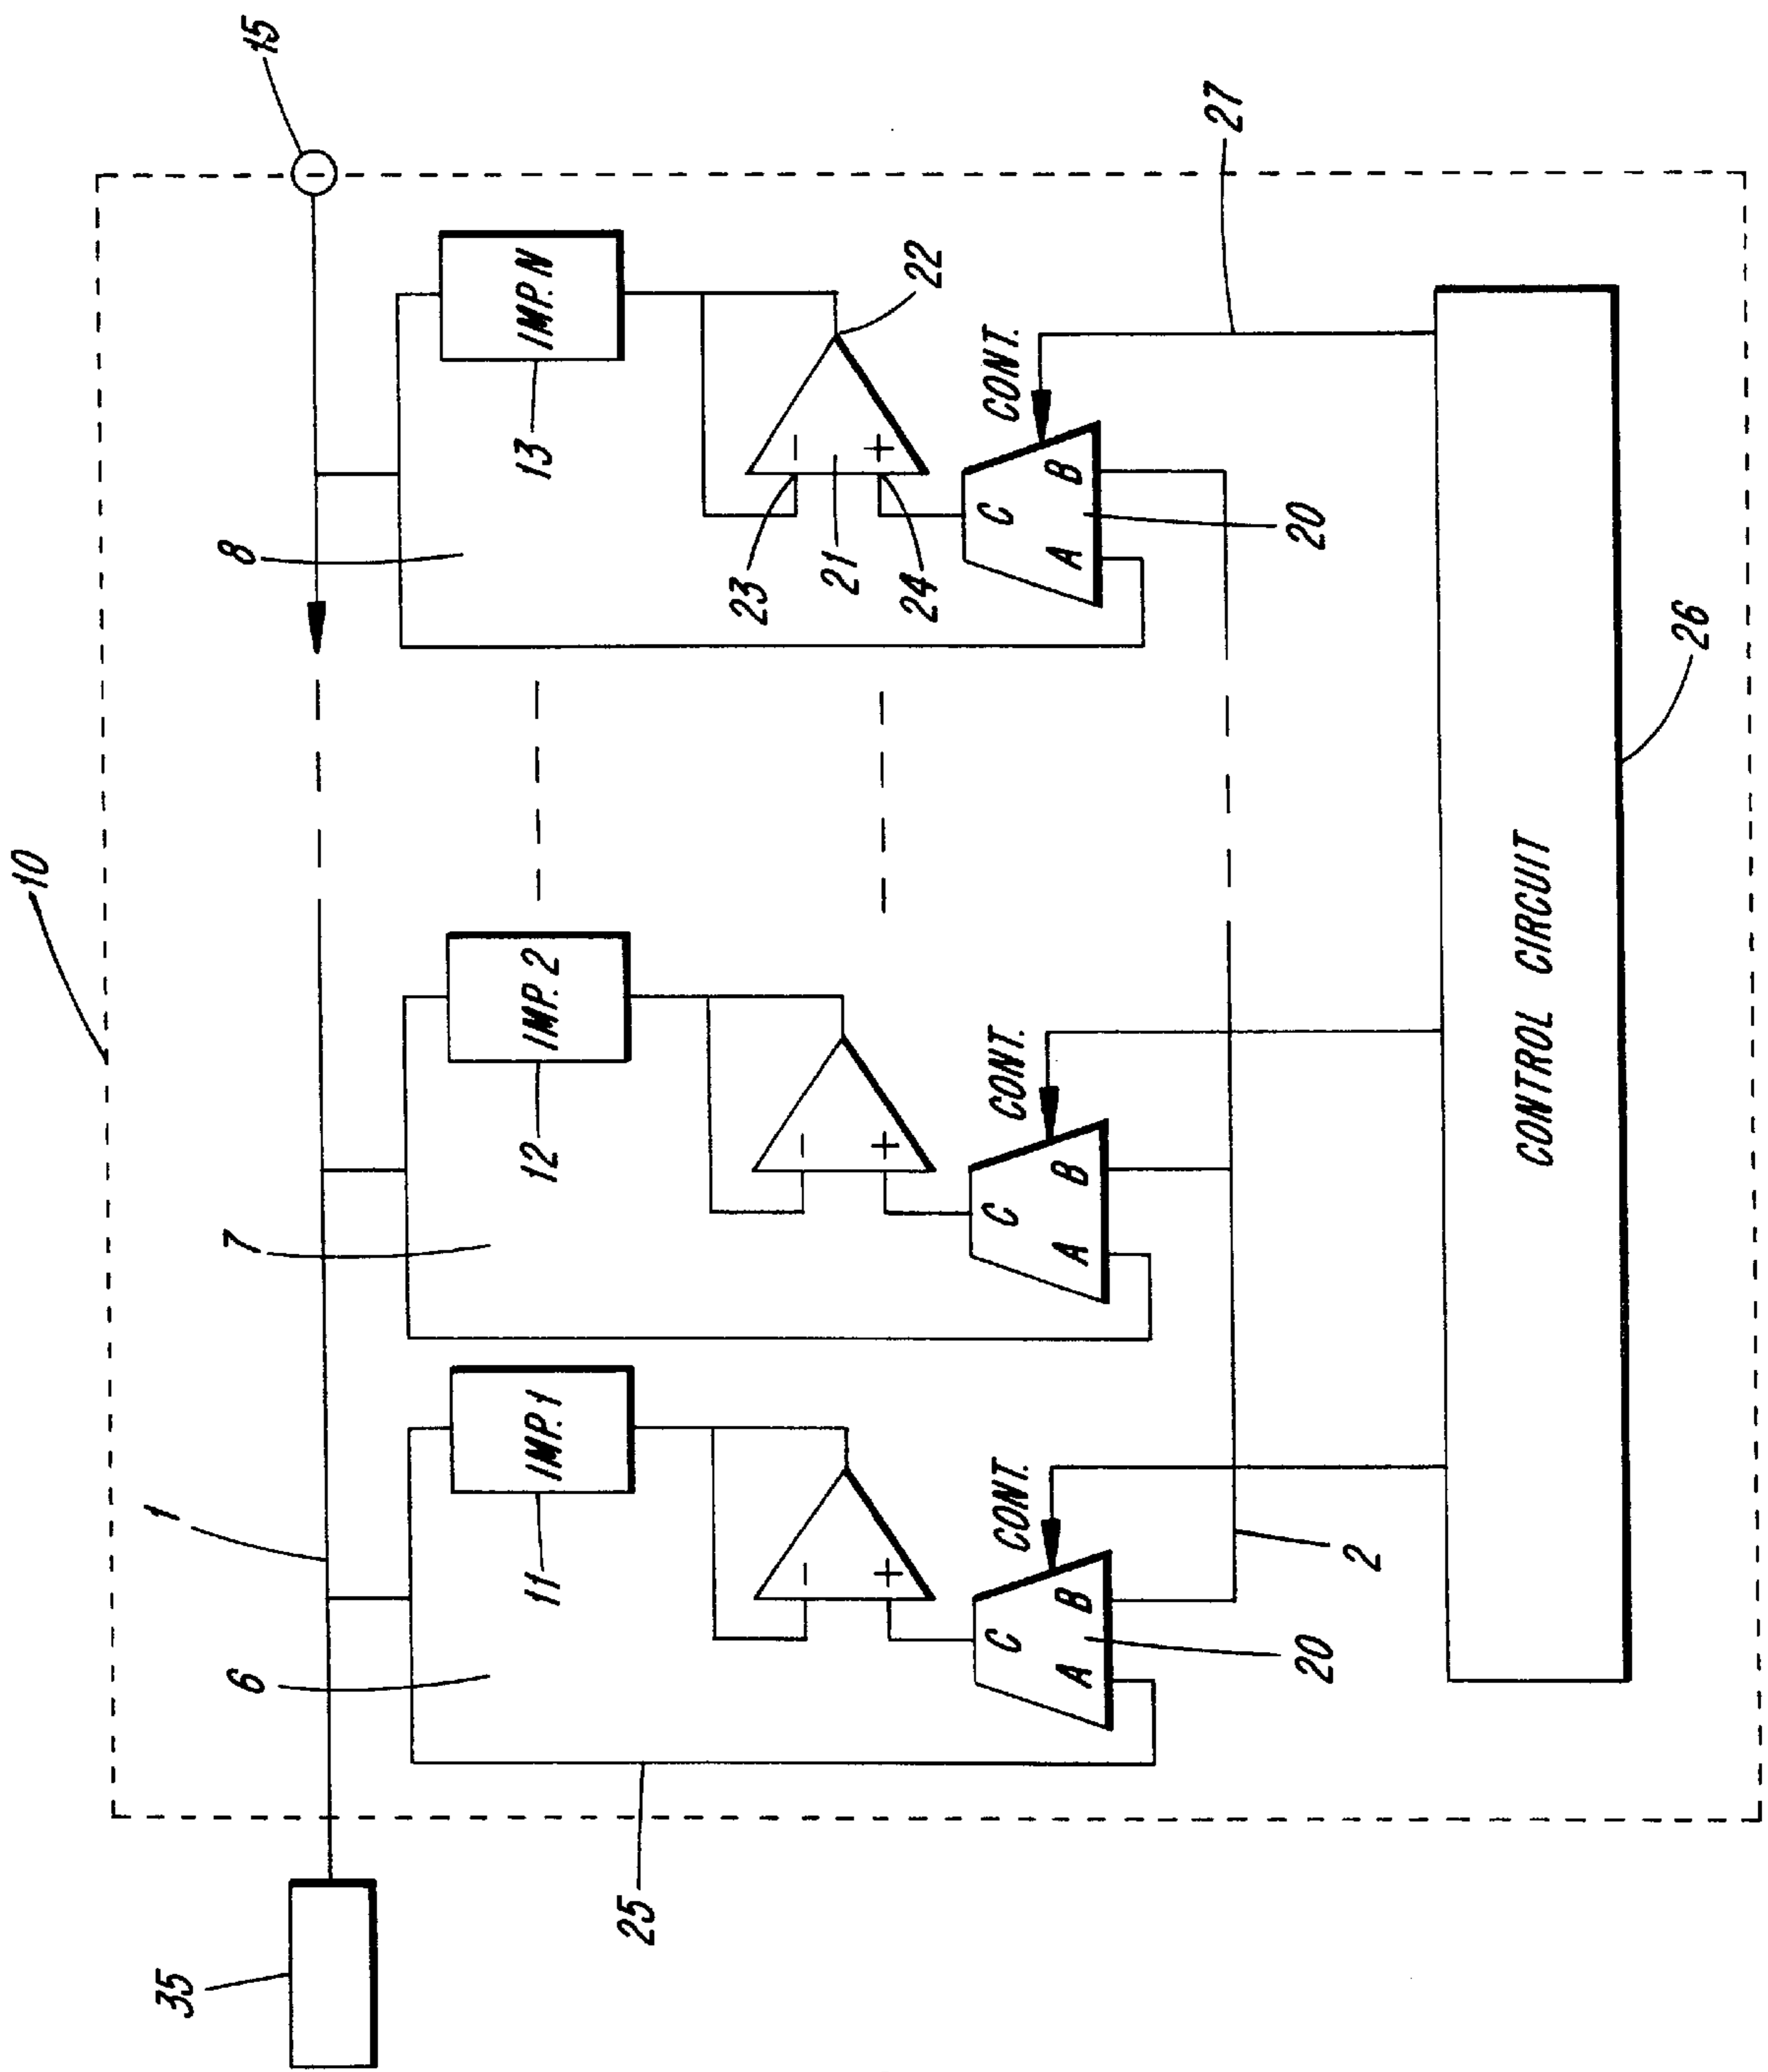 10
35
1
15
6 7 8
11 IMP.1 12 IMP.2 13 IMP.N
25
23
− − −
21
+ + +
24 22
C CONT. C CONT. C CONT.
A B A B A B
27
20 20
2
CONTROL CIRCUIT
26